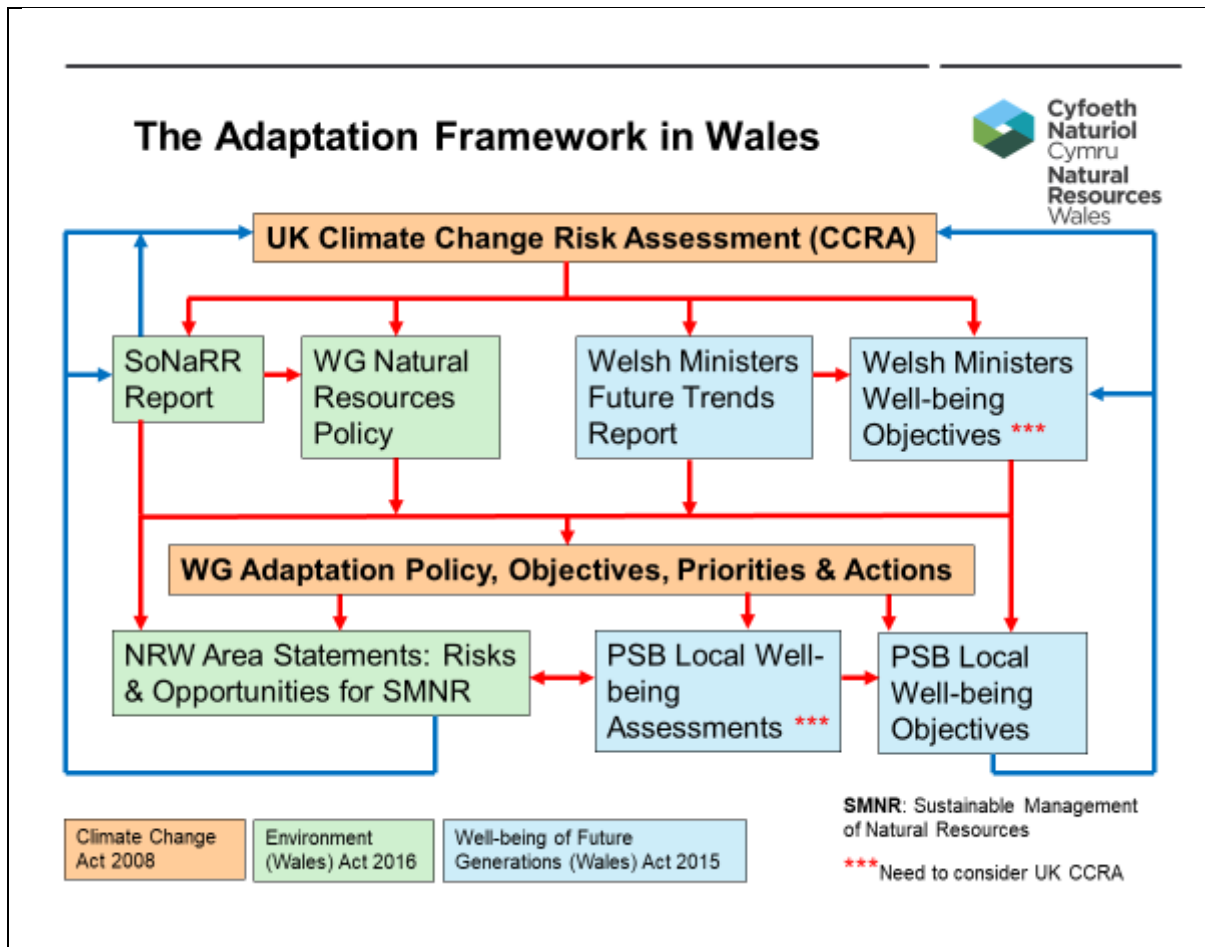 The Adaptation Framework in Wales
Cyfoeth
Naturiol
Cymru
Natural
Resources
Wales
UK Climate Change Risk Assessment (CCRA)
SoNaRR
Report
WG Natural
Resources
Policy
Welsh Ministers
Future Trends
Report
Welsh Ministers
Well-being
Objectives ***
WG Adaptation Policy, Objectives, Priorities & Actions
NRW Area Statements: Risks
& Opportunities for SMNR
PSB Local Well-
being
Assessments ***
PSB Local
Well-being
Objectives
Climate Change
Act 2008
Environment
(Wales) Act 2016
Well-being of Future
Generations (Wales) Act 2015
SMNR: Sustainable Management
of Natural Resources
***Need to consider UK CCRA